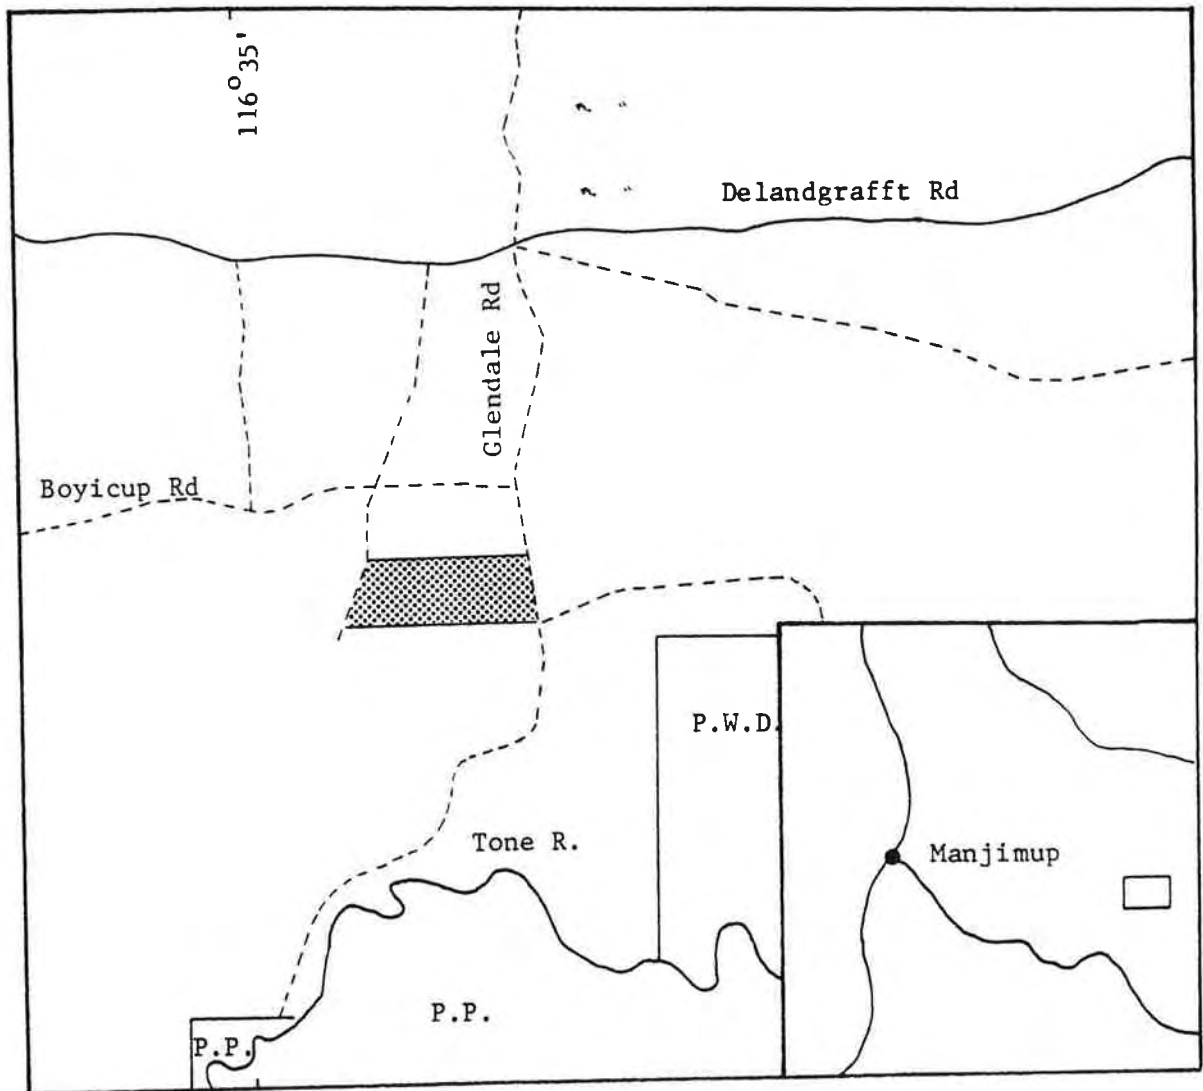 116°35'
Delandgrafft Rd
Glendale Rd
Boyicup Rd
P.W.D.
Tone R.
Manjimup
P.P.
P.P.